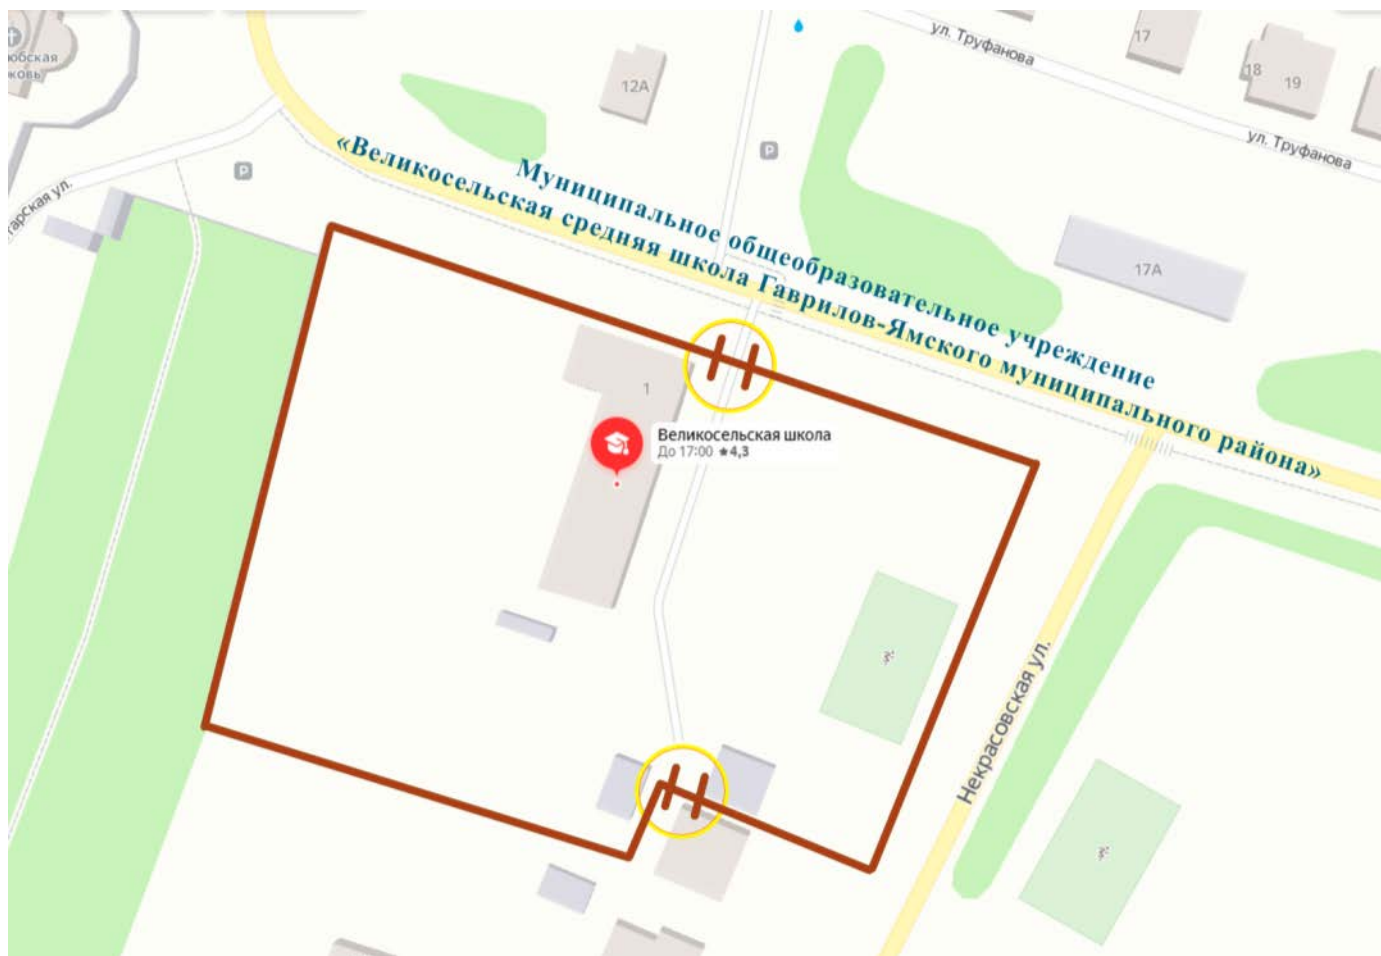 ул. Труфанова
17
18
19
12А
ул. Труфанова
Муниципальное общеобразовательное учреждение
«Великосельская средняя школа Гаврилов-Ямского муниципального района»
P
P
17А
1
Великосельская школа
До 17:00 ★4,3
Некрасовская ул.